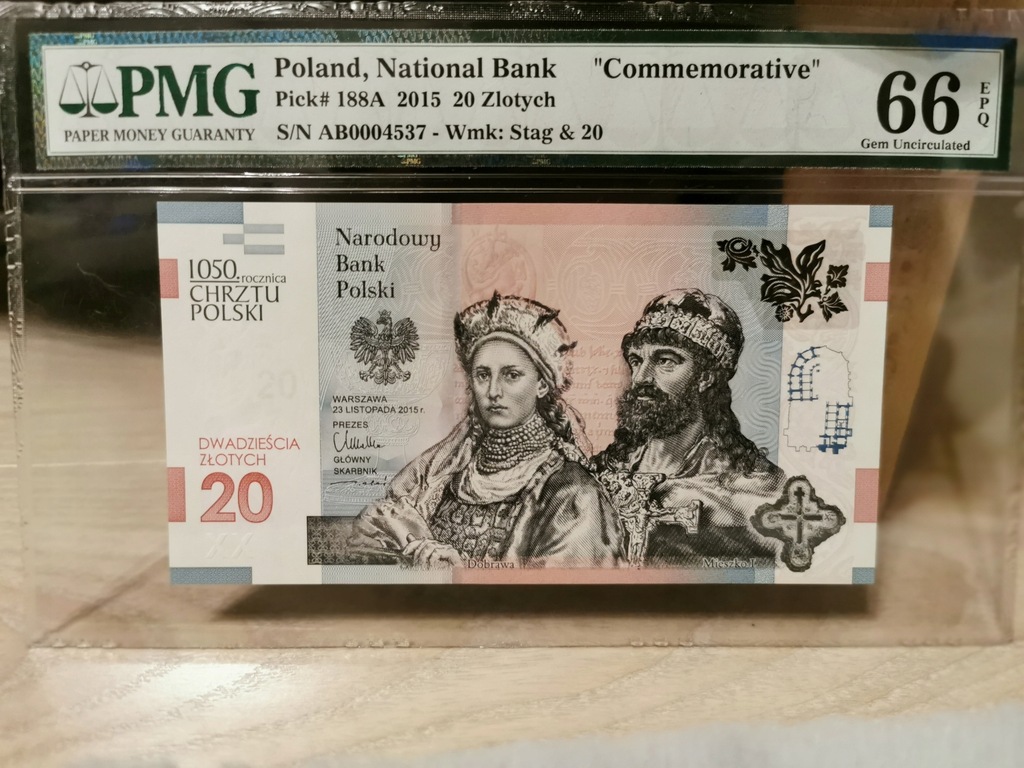 PMG
PAPER MONEY GUARANTY
Poland, National Bank "Commemorative"
Pick# 188A 2015 20 Zlotych
S/N AB0004537 - Wmk: Stag & 20
66
EPQ
Gem Uncirculated
1050. rocznica
CHRZTU
POLSKI
20
DWADZIEŚCIA
ZŁOTYCH
20
XX
Narodowy
Bank
Polski
WARSZAWA
23 LISTOPADA 2015 r.
PREZES
GŁÓWNY
SKARBNIK
Dobrawa
Mieszko I